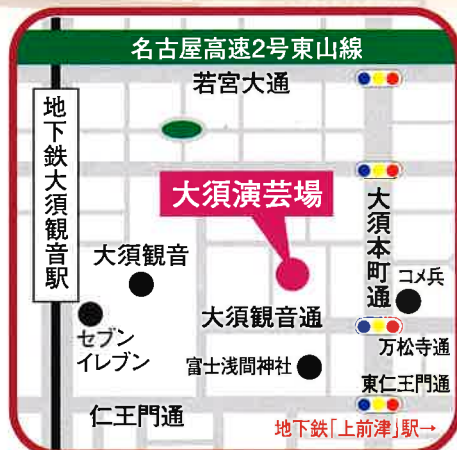 名古屋高速2号東山線
若宮大通
地下鉄大須観音駅
大須演芸場
大須本町通
大須観音
コメ兵
セブン
イレブン
大須観音通
万松寺通
富士浅間神社
東仁王門通
仁王門通
地下鉄「上前津」駅→